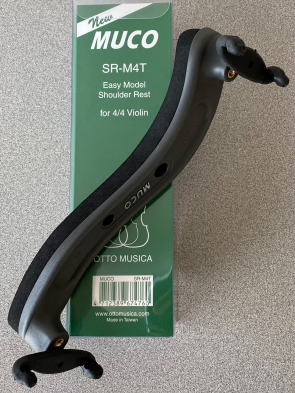 New
MUCO
SR-M4T
Easy Model
Shoulder Rest
for 4/4 Violin
MUCO
OTTO MUSICA
MUCO SR-M4T
www.ottomusica.com
Made in Taiwan